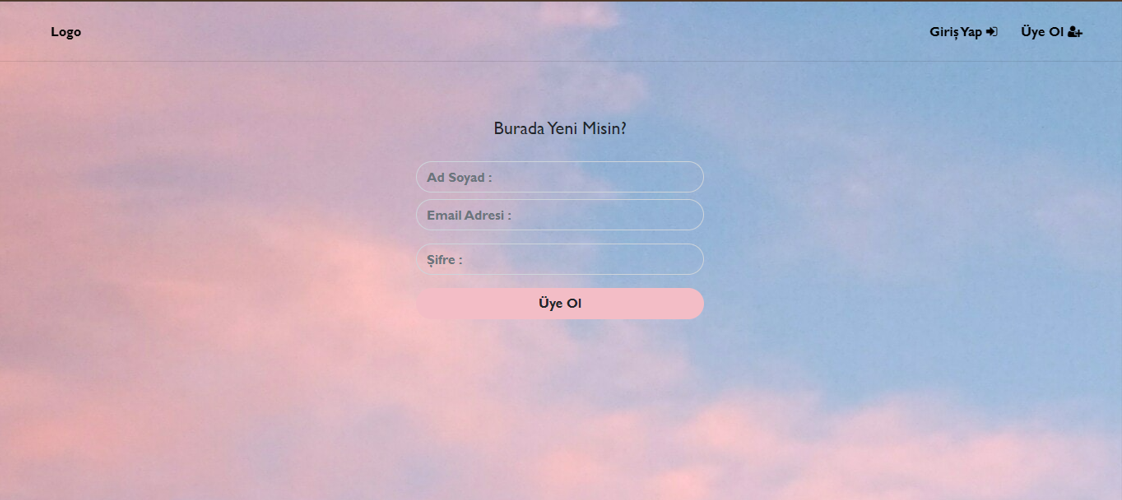 Logo
Giriş Yap
Üye Ol
Burada Yeni Misin?
Ad Soyad :
Email Adresi :
Şifre :
Üye Ol